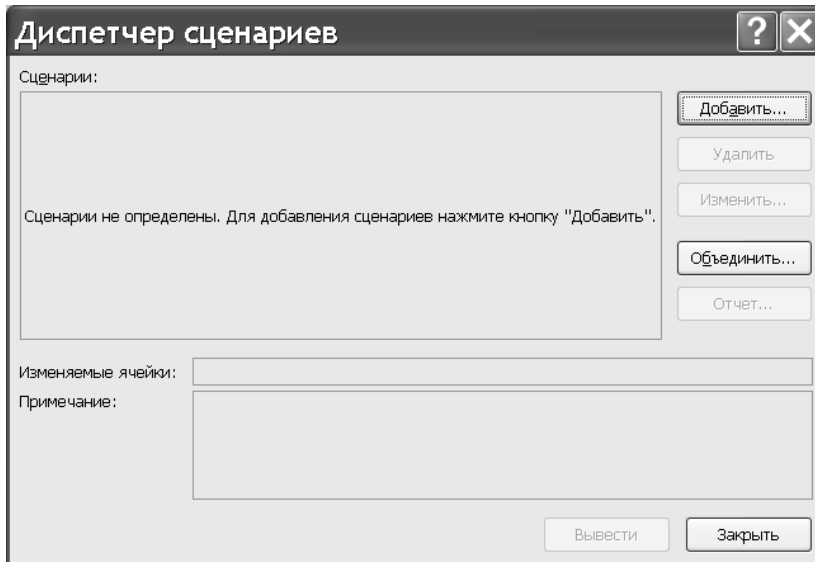 Диспетчер сценариев
Сценарии:
Сценарии не определены. Для добавления сценариев нажмите кнопку "Добавить".
Добавить...
Удалить
Изменить...
Объединить...
Отчет...
Изменяемые ячейки:
Примечание:
Вывести
Закрыть